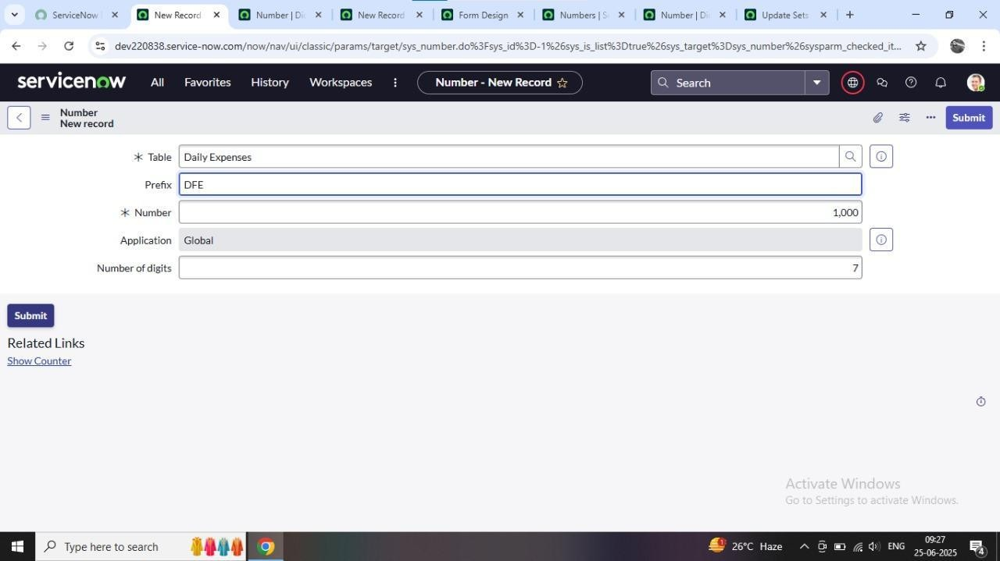 ServiceNow
New Record
Number | Di
New Record
Form Design
Numbers | S
Number | Di
Update Sets
dev220838.service-now.com/now/nav/ui/classic/params/target/sys_number.do%3Fsys_id%3D-1%26sys_is_list%3Dtrue%26sys_target%3Dsys_number%26sysparm_checked_it...
servicenow All Favorites History Workspaces Number - New Record Search
Number
New record
Submit
Table Daily Expenses
Prefix DFE
Number 1,000
Application Global
Number of digits 7
Submit
Related Links
Show Counter
Activate Windows
Go to Settings to activate Windows.
Type here to search
1
26°C Haze
ENG
09:27
25-06-2025
4